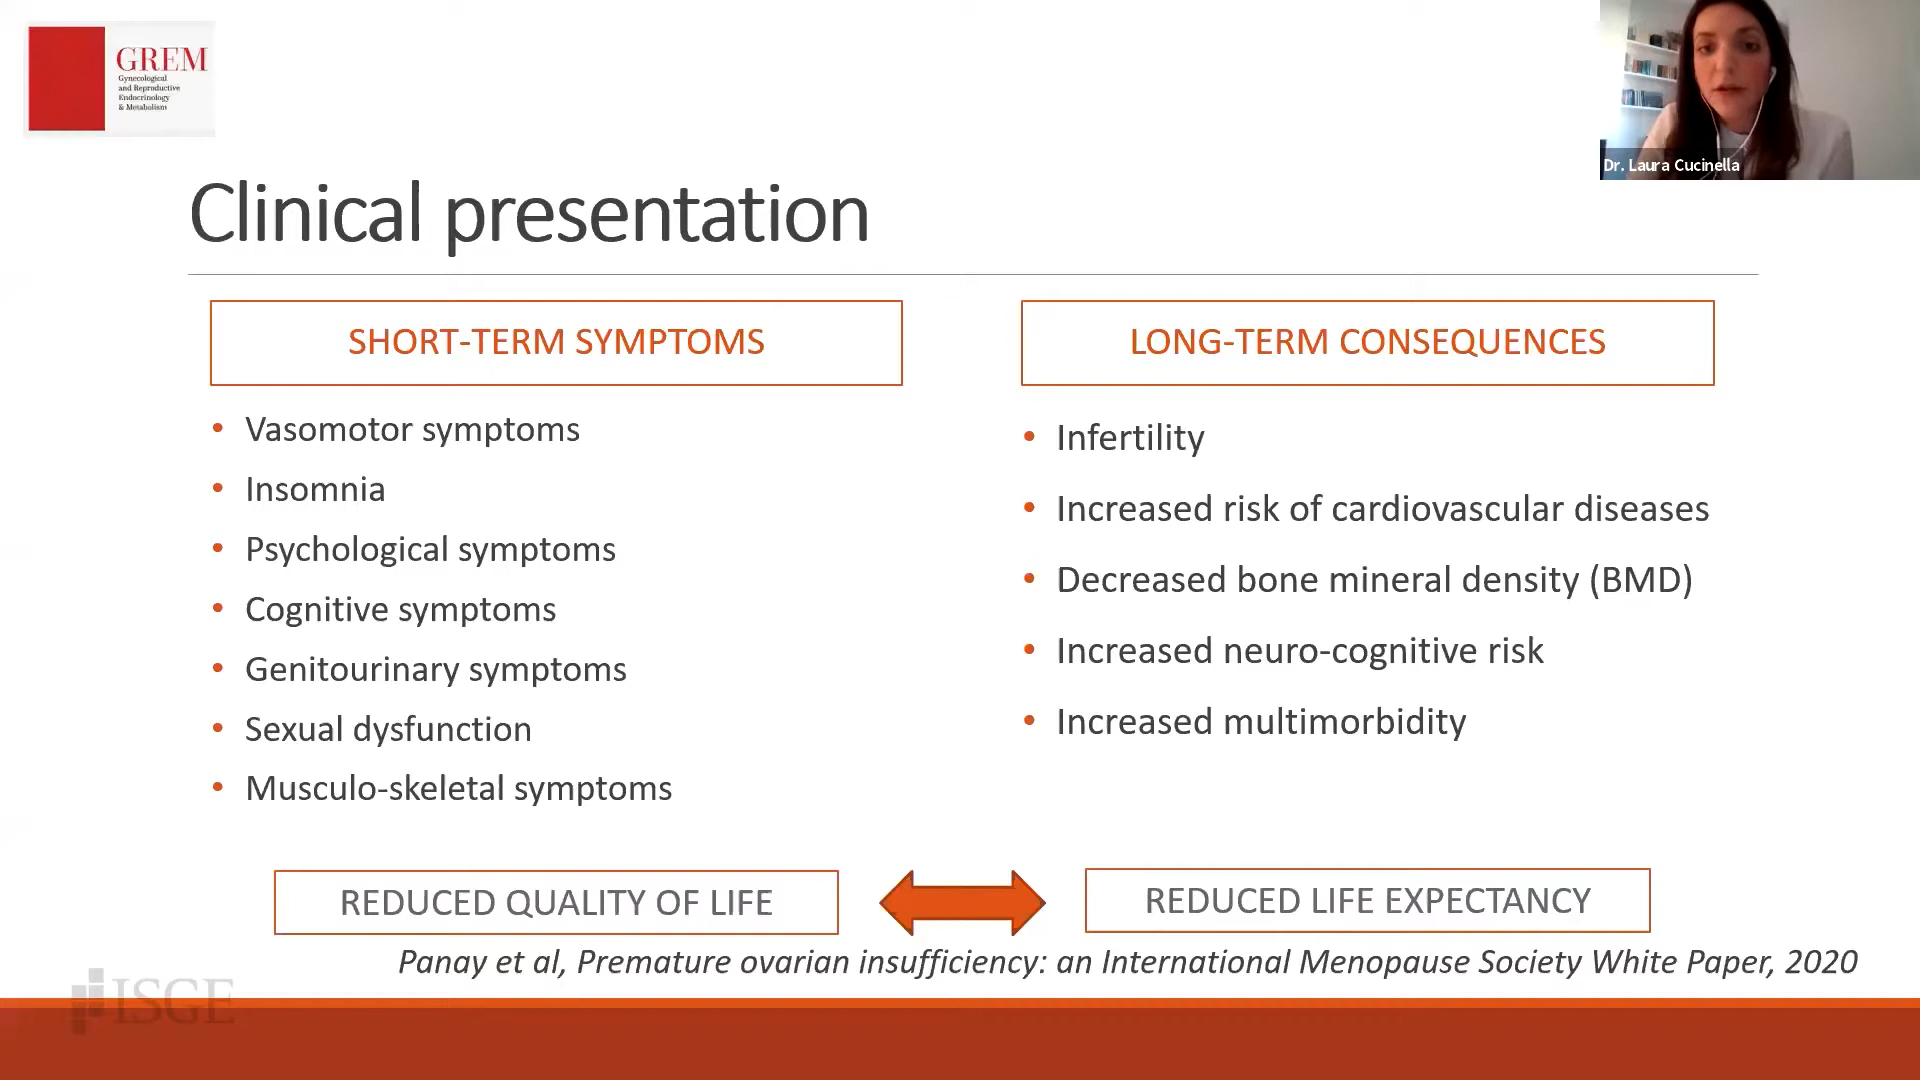 GREM
Gynecological
and Reproductive
Endocrinology
& Metabolism
Dr. Laura Cucinella
Clinical presentation
SHORT-TERM SYMPTOMS
• Vasomotor symptoms
• Insomnia
• Psychological symptoms
• Cognitive symptoms
• Genitourinary symptoms
• Sexual dysfunction
• Musculo-skeletal symptoms
LONG-TERM CONSEQUENCES
• Infertility
• Increased risk of cardiovascular diseases
• Decreased bone mineral density (BMD)
• Increased neuro-cognitive risk
• Increased multimorbidity
REDUCED QUALITY OF LIFE
REDUCED LIFE EXPECTANCY
Panay et al, Premature ovarian insufficiency: an International Menopause Society White Paper, 2020
ISGE